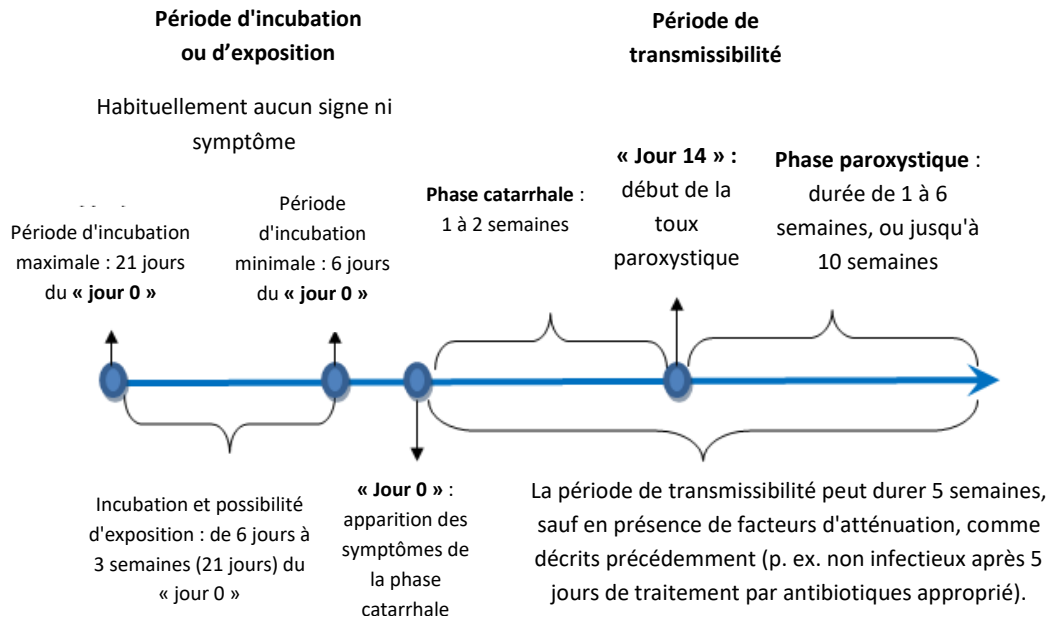 Période d'incubation
ou d’exposition
Période de
transmissibilité
Habituellement aucun signe ni
symptôme
Période d'incubation
maximale : 21 jours
du « jour 0 »
Période
d'incubation
minimale : 6 jours
du « jour 0 »
Phase catarrhale :
1 à 2 semaines
« Jour 14 » :
début de la
toux
paroxystique
Phase paroxystique :
durée de 1 à 6
semaines, ou jusqu'à
10 semaines
Incubation et possibilité
d'exposition : de 6 jours à
3 semaines (21 jours) du
« jour 0 »
« Jour 0 » :
apparition des
symptômes de
la phase
catarrhale
La période de transmissibilité peut durer 5 semaines,
sauf en présence de facteurs d'atténuation, comme
décrits précédemment (p. ex. non infectieux après 5
jours de traitement par antibiotiques approprié).